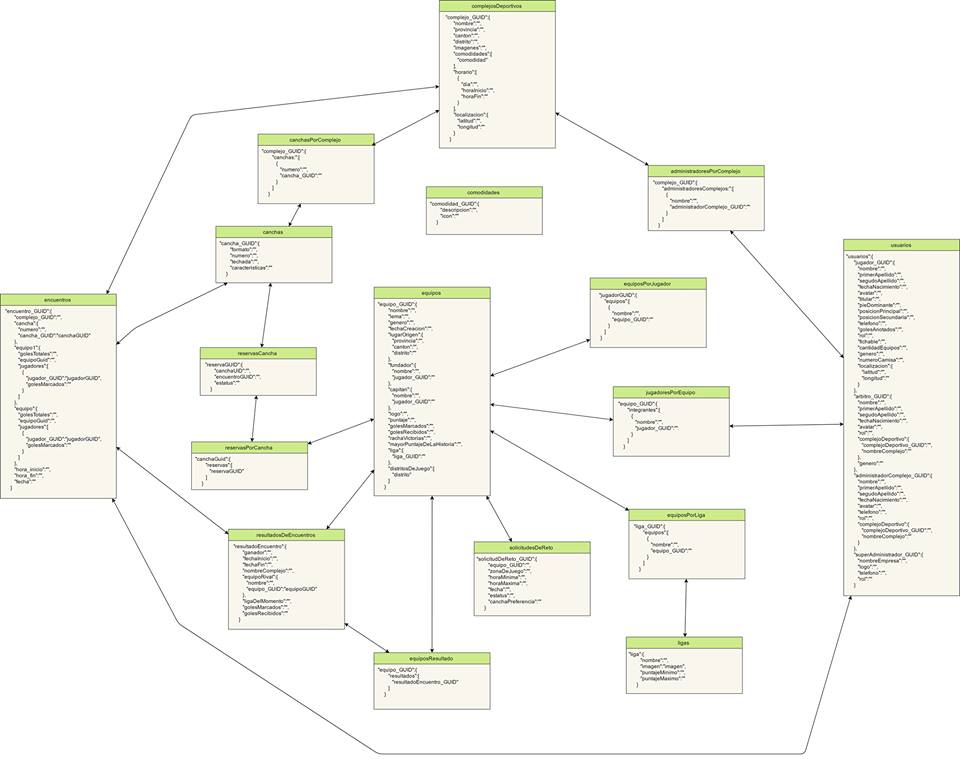 complejosDeportivos
"complejo_GUID":{
"nombre":"",
"provincia":"",
"canton":"",
"distrito":"",
"imagenes":"",
"comodidades":[
"comodidad"
],
"horario":[
{
"dia":"",
"horaInicio":"",
"horaFin":""
}
],
"localizacion":{
"latitud":"",
"longitud":""
}
}
canchasPorComplejo
"complejo_GUID":{
"canchas:":[
{
"numero":"",
"cancha_GUID":""
}
]
}
administradoresPorComplejo
"complejo_GUID":{
"administradoresComplejos:":[
{
"nombre":"",
"administradorComplejo_GUID":""
}
]
}
comodidades
"comodidad_GUID":{
"descripcion":"",
"icon":""
}
canchas
"cancha_GUID":{
"formato":"",
"numero":"",
"techada":"",
"caracteristicas":""
}
usuarios
"usuarios":{
"jugador_GUID":{
"nombre":"",
"primerApellido":"",
"segudoApellido":"",
"fechaNacimiento":"",
"avatar":"",
"titular":"",
"pieDominante":"",
"posicionPrincipal":"",
"posicionSecundaria":"",
"telefono":"",
"golesAnotados":"",
"rol":"",
"fichable":"",
"cantidadEquipos":"",
"genero":"",
"numeroCamisa":"",
"localizacion":{
"latitud":"",
"longitud":""
}
},
"arbitro_GUID":{
"nombre":"",
"primerApellido":"",
"segudoApellido":"",
"fechaNacimiento":"",
"avatar":"",
"rol":"",
"complejoDeportivo":{
"complejoDeportivo_GUID":"",
"nombreComplejo":""
},
"genero":""
},
"administradorComplejo_GUID":{
"nombre":"",
"primerApellido":"",
"segudoApellido":"",
"fechaNacimiento":"",
"avatar":"",
"telefono":"",
"rol":"",
"complejoDeportivo":{
"complejoDeportivo_GUID":"",
"nombreComplejo":""
}
},
"superAdministrador_GUID":{
"nombreEmpresa":"",
"logo":"",
"telefono":"",
"rol":""
}
encuentros
"encuentro_GUID":{
"complejo_GUID":"",
"cancha":{
"numero":"",
"cancha_GUID":"canchaGUID"
},
"equipo1":{
"golesTotales":"",
"equipoGuid":"",
"jugadores":[
{
"jugador_GUID":"jugadorGUID",
"golesMarcados":""
}
]
},
"equipo":{
"golesTotales":"",
"equipoGuid":"",
"jugadores":[
{
"jugador_GUID":"jugadorGUID",
"golesMarcados":""
}
]
},
"hora_inicio":"",
"hora_fin":"",
"fecha":""
}
equipos
"equipo_GUID":{
"nombre":"",
"lema":"",
"genero":"",
"fechaCreacion":"",
"lugarOrigen":{
"provincia":"",
"canton":"",
"distrito":""
},
"fundador":{
"nombre":"",
"jugador_GUID":""
},
"capitan":{
"nombre":"",
"jugador_GUID":""
},
"logo":"",
"puntaje":"",
"golesMarcados":"",
"golesRecibidos":"",
"rachaVictorias":"",
"mayorPuntajeDeLaHistoria":"",
"liga":{
"liga_GUID":""
},
"distritosDeJuego":[
"distrito"
]
}
equiposPorJugador
"jugadorGUID":{
"equipos":[
{
"nombre":"",
"equipo_GUID":""
}
]
}
reservasCancha
"reservaGUID":{
"canchaUID":"",
"encuentroGUID":"",
"estatus":""
}
jugadoresPorEquipo
"equipo_GUID":{
"integrantes":[
{
"nombre":"",
"jugador_GUID":""
}
]
}
reservasPorCancha
"canchaGuid":{
"reservas":[
"reservaGUID"
]
}
resultadosDeEncuentros
"resultadoEncuentro":{
"ganador":"",
"fechaInicio":"",
"fechaFin":"",
"nombreComplejo":"",
"equipoRival":{
"nombre":"",
"equipo_GUID":"equipoGUID"
},
"ligaDelMomento":"",
"golesMarcados":"",
"golesRecibidos":""
}
solicitudesDeReto
"solicitudDeReto_GUID":{
"equipo_GUID":"",
"zonaDeJuego":"",
"horaMinima":"",
"horaMaxima":"",
"fecha":"",
"estatus":"",
"canchaPreferencia":""
}
equiposPorLiga
"liga_GUID":{
"equipos":[
{
"nombre":"",
"equipo_GUID":""
}
]
}
equiposResultado
"equipo_GUID":{
"resultados":[
"resultadoEncuentro_GUID"
]
}
ligas
"liga":{
"nombre":"",
"imagen":"imagen",
"puntajeMinimo":"",
"puntajeMaximo":""
}